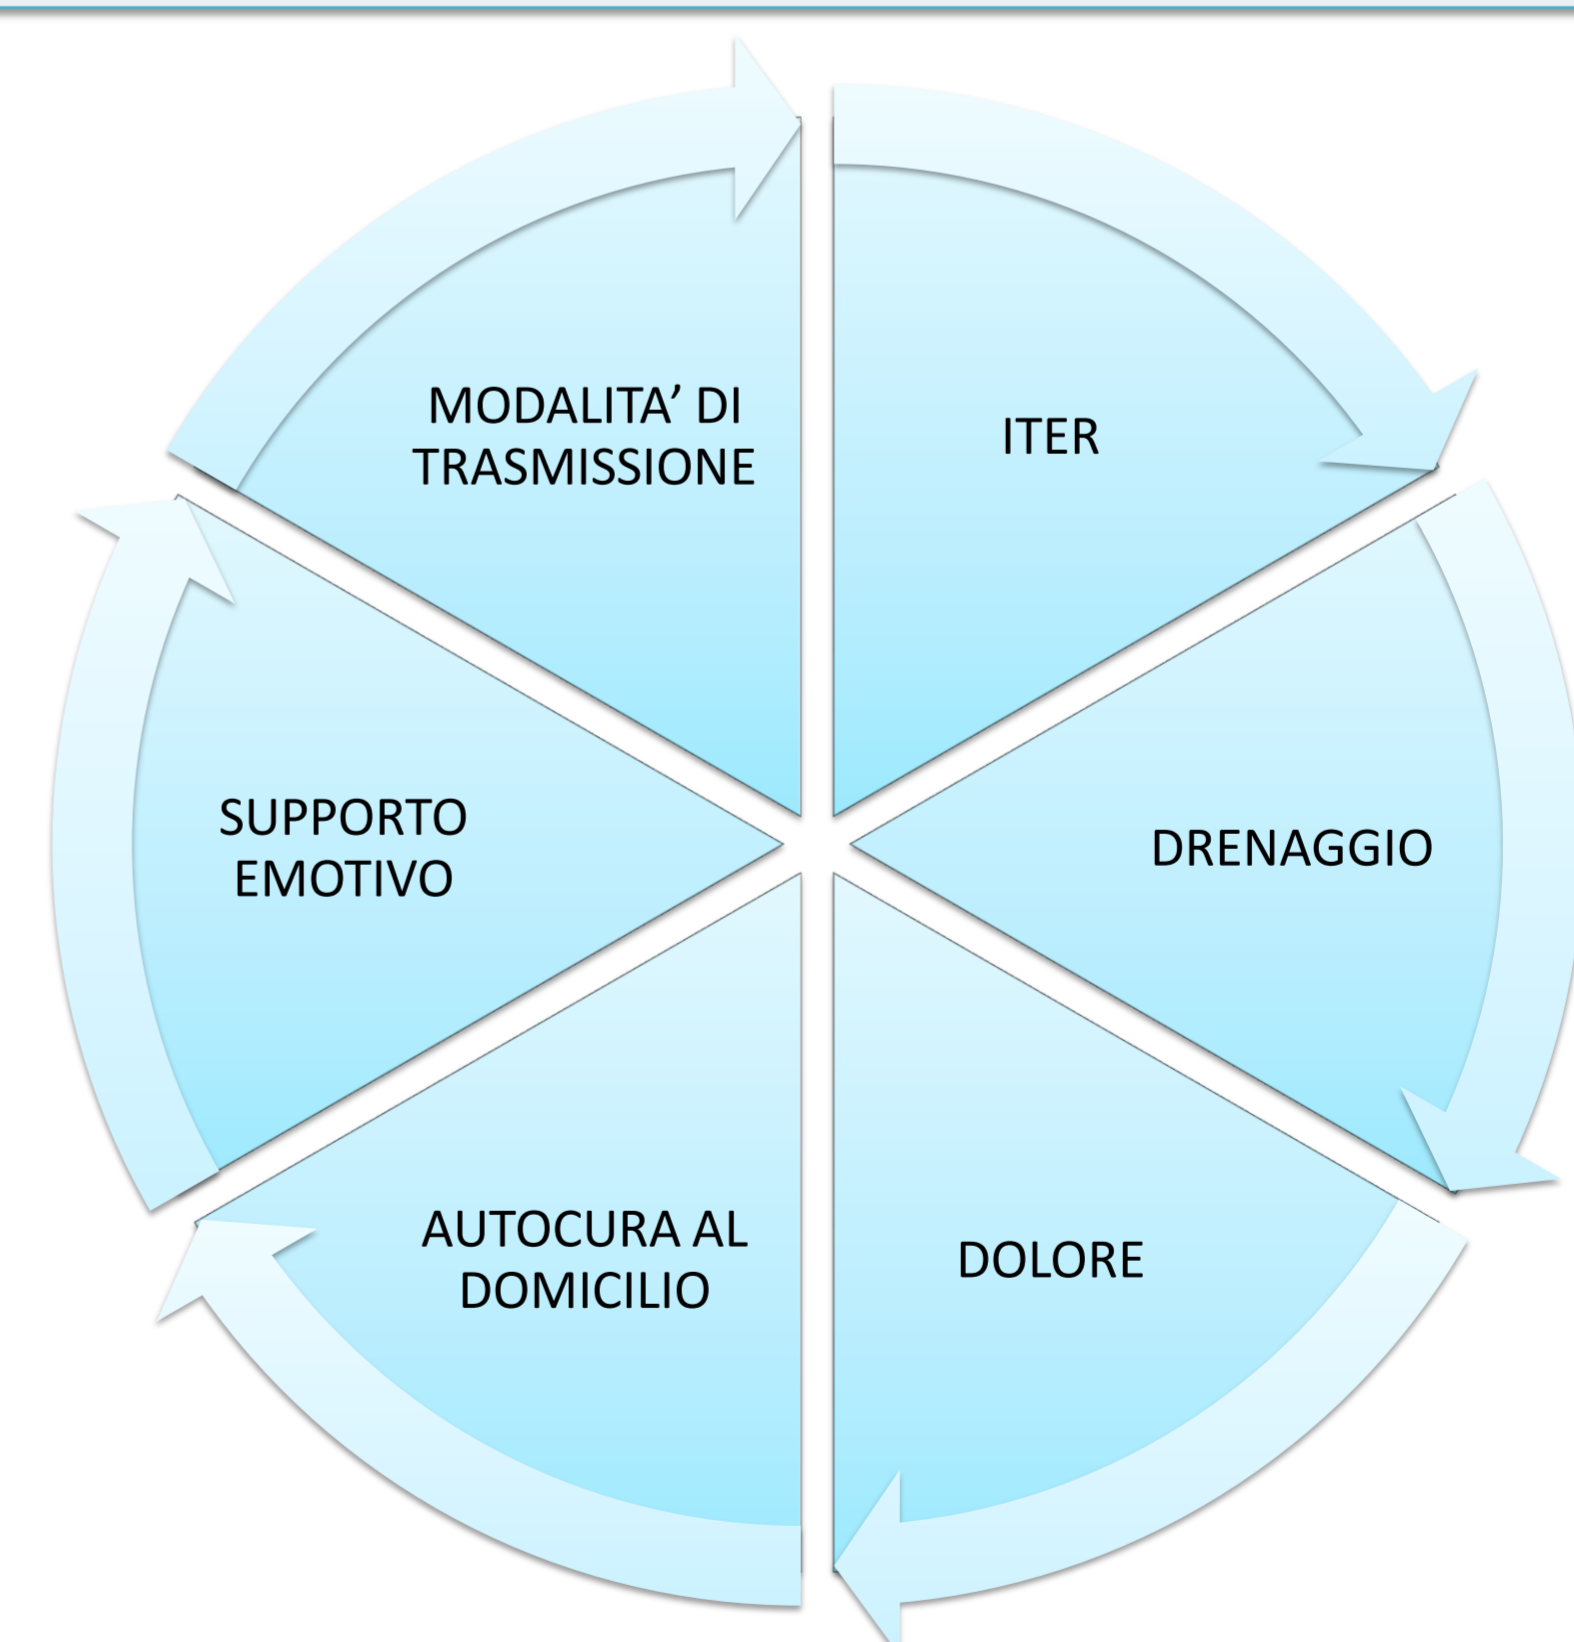 MODALITA’ DI
TRASMISSIONE
ITER
SUPPORTO
EMOTIVO
DRENAGGIO
AUTOCURA AL
DOMICILIO
DOLORE